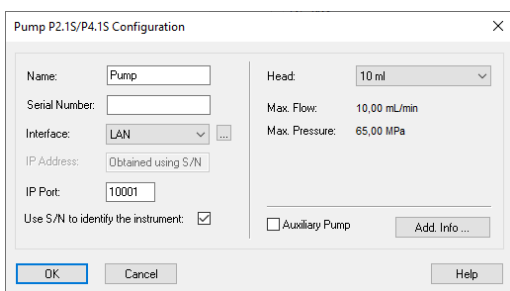 Pump P2.1S/P4.1S Configuration
Name: Pump
Serial Number:
Interface: LAN ...
IP Address: Obtained using S/N
IP Port: 10001
Use S/N to identify the instrument:
Head: 10 ml
Max. Flow: 10,00 mL/min
Max. Pressure: 65,00 MPa
Auxiliary Pump Add. Info ...
OK Cancel Help